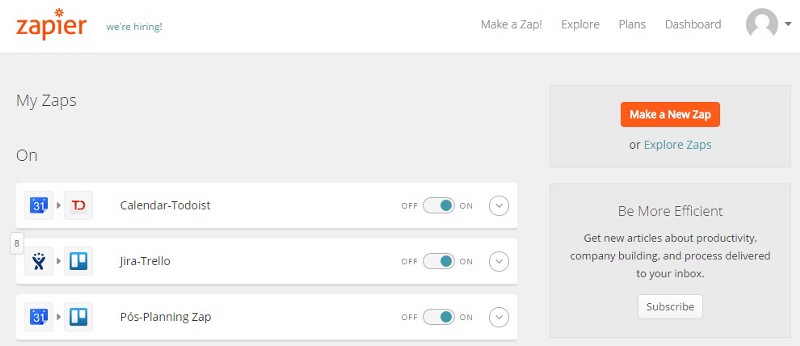 zapier we're hiring! Make a Zap! Explore Plans Dashboard
My Zaps
On
31 TD Calendar-Todoist OFF ON
8
Jira-Trello OFF ON
31 Pós-Planning Zap OFF ON
Make a New Zap
or Explore Zaps
Be More Efficient
Get new articles about productivity,
company building, and process delivered
to your inbox.
Subscribe